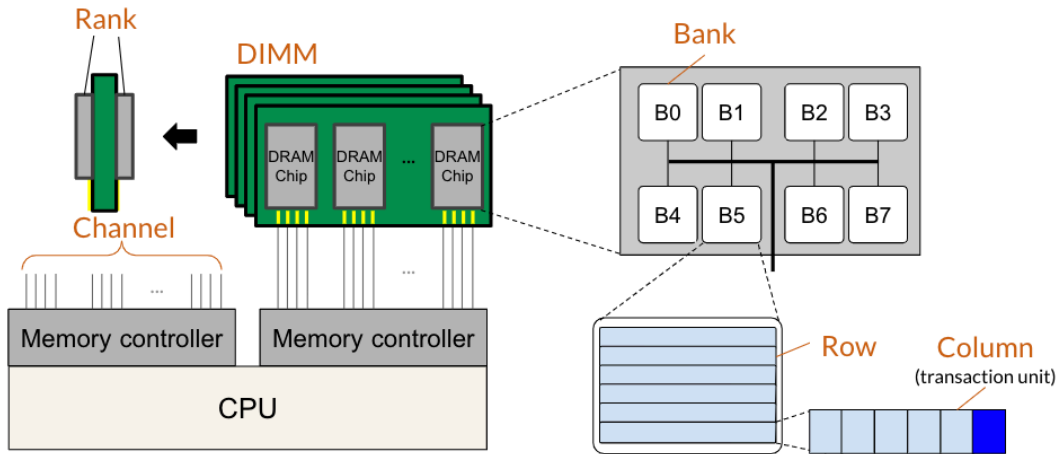 Rank
DIMM
Bank
DRAM
Chip
DRAM
Chip
...
DRAM
Chip
B0
B1
B2
B3
B4
B5
B6
B7
Channel
...
...
Memory controller
Memory controller
CPU
Row
Column
(transaction unit)